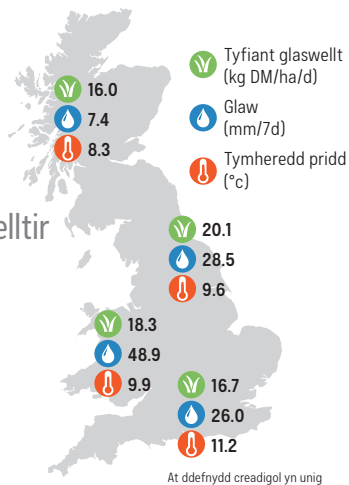 Tyfiant glaswellt
(kg DM/ha/d)
Glaw
(mm/7d)
Tymheredd pridd
(°c)
16.0
7.4
8.3
elltir
20.1
28.5
9.6
18.3
48.9
9.9
16.7
26.0
11.2
At ddefnydd creadigol yn unig